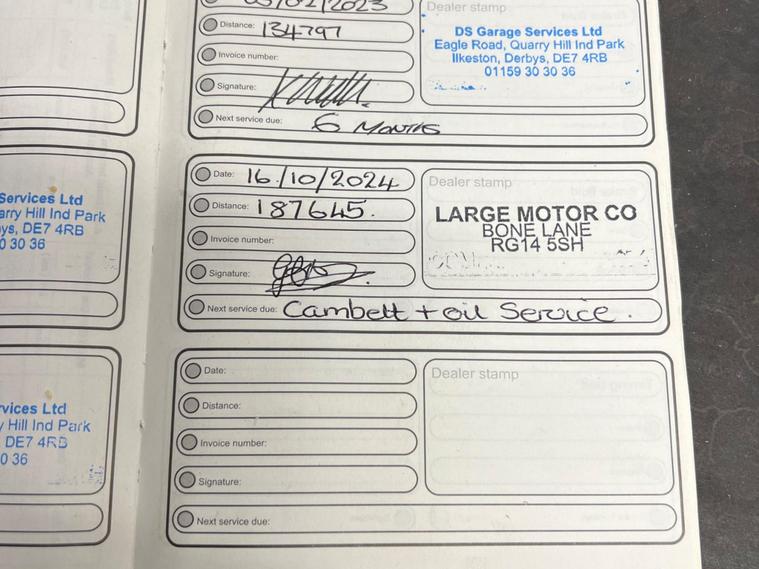 Distance: 134797
Invoice number:
Signature:
Next service due: 6 MONTHS
Dealer stamp
DS Garage Services Ltd
Eagle Road, Quarry Hill Ind Park
Ilkeston, Derbys, DE7 4RB
01159 30 30 36
Services Ltd
arry Hill Ind Park
ys, DE7 4RB
0 30 36
Date: 16/10/2024
Distance: 187645.
Invoice number:
Signature:
Next service due: Cambelt + oil Service.
Dealer stamp
LARGE MOTOR CO
BONE LANE
RG14 5SH
rvices Ltd
y Hill Ind Park
DE7 4RB
0 36
Date:
Distance:
Invoice number:
Signature:
Next service due:
Dealer stamp